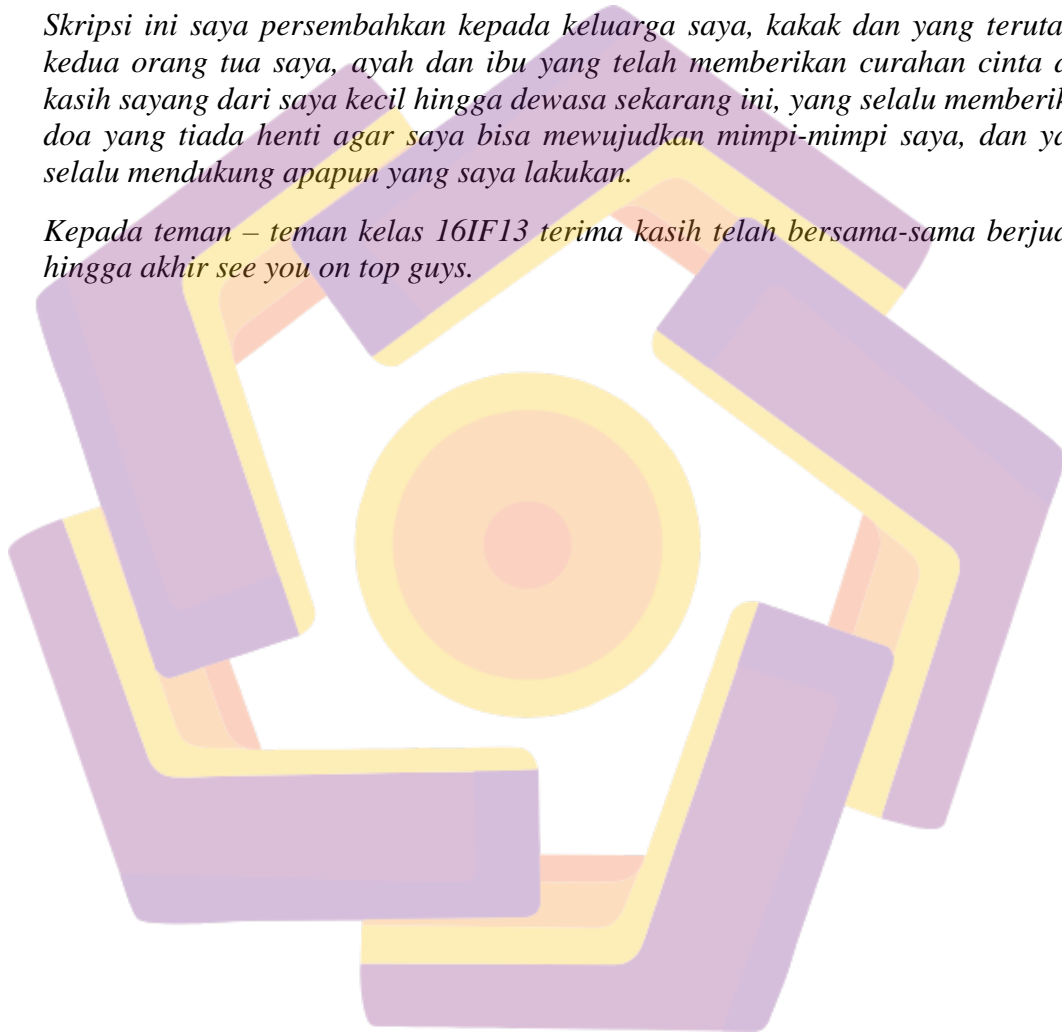 Skripsi ini saya persembahkan kepada keluarga saya, kakak dan yang teruta
kedua orang tua saya, ayah dan ibu yang telah memberikan curahan cinta d
kasih sayang dari saya kecil hingga dewasa sekarang ini, yang selalu memberik
doa yang tiada henti agar saya bisa mewujudkan mimpi-mimpi saya, dan ya
selalu mendukung apapun yang saya lakukan.
Kepada teman – teman kelas 16IF13 terima kasih telah bersama-sama berjua
hingga akhir see you on top guys.